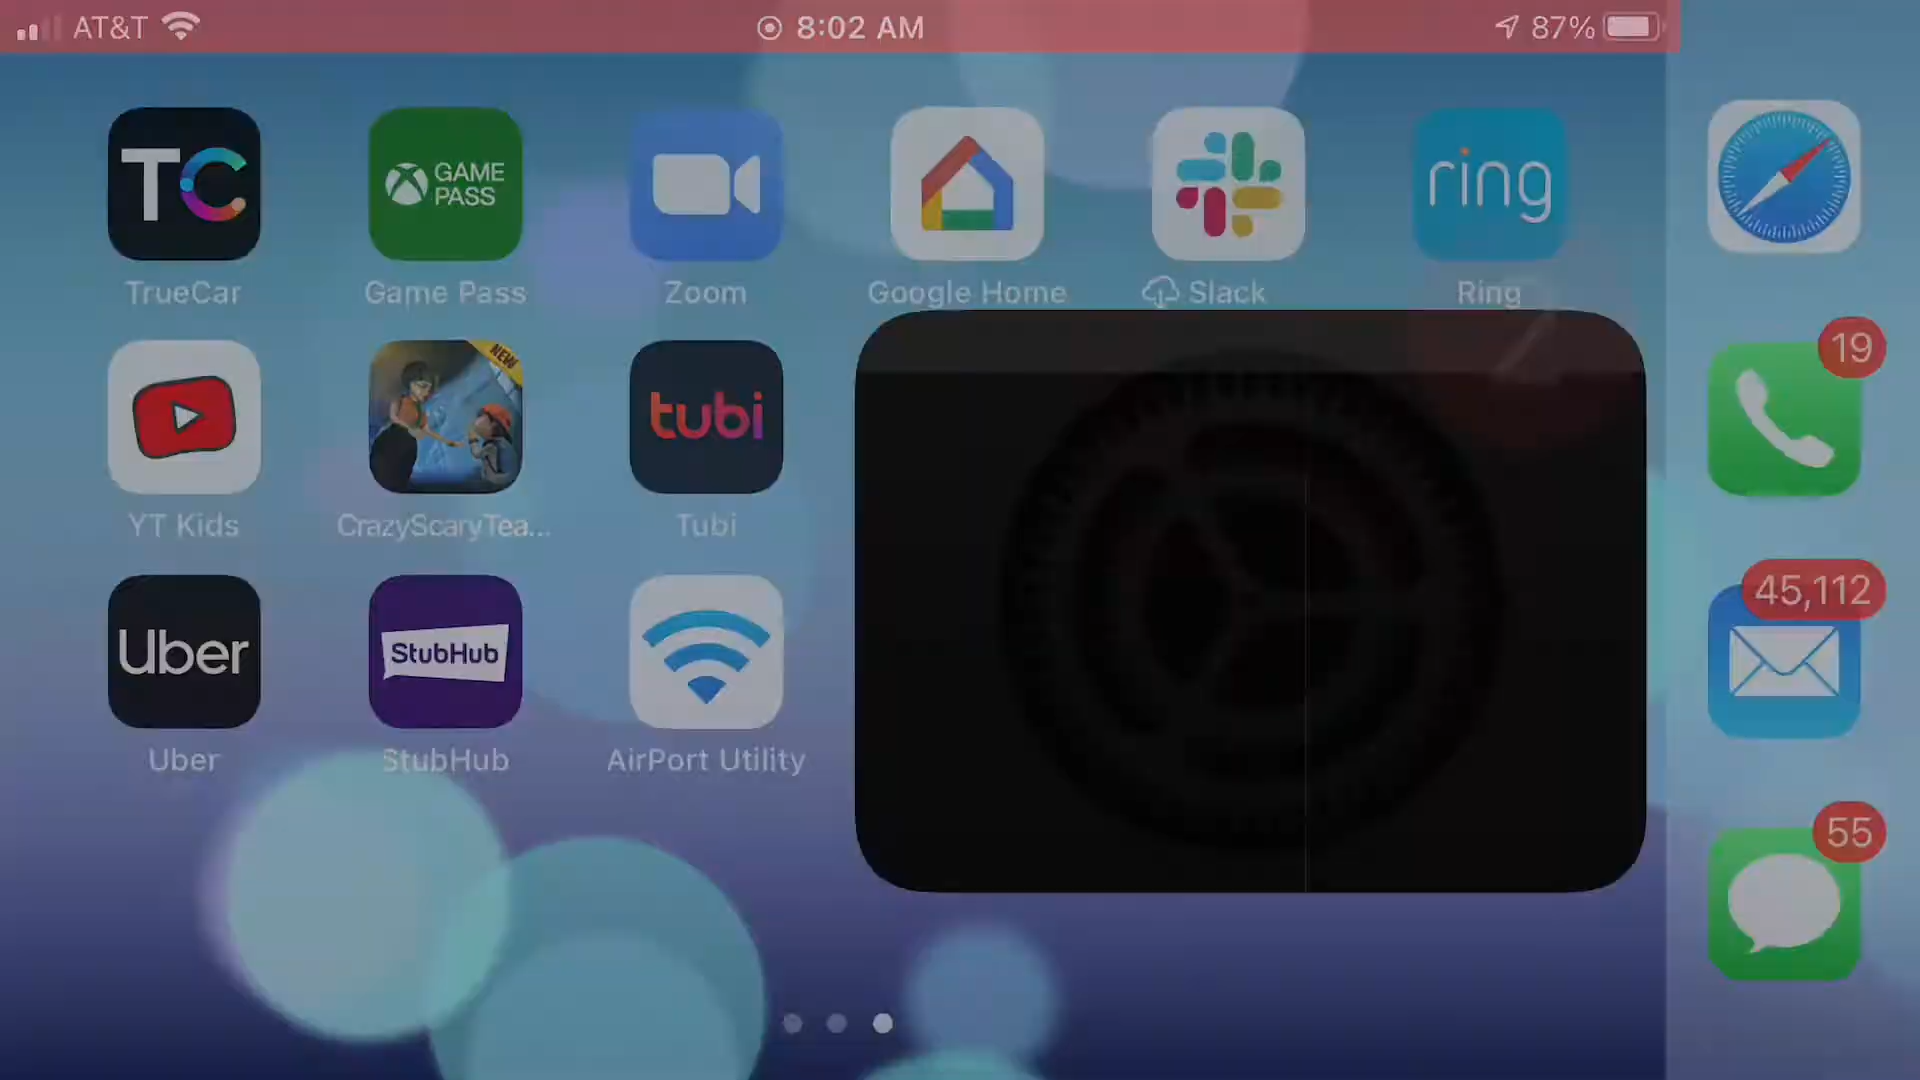 AT&T 8:02 AM 87%
TC GAME PASS ring
TrueCar Game Pass Zoom Google Home Slack Ring
19
NEW
tubi
YT Kids CrazyScaryTea... Tubi
45,112
Uber StubHub
Uber StubHub AirPort Utility
55